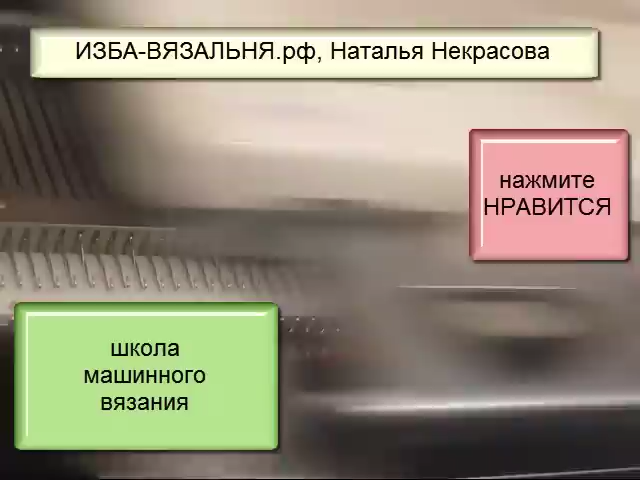 ИЗБА-ВЯЗАЛЬНЯ.рф, Наталья Некрасова
нажмите
НРАВИТСЯ
школа
машинного
вязания